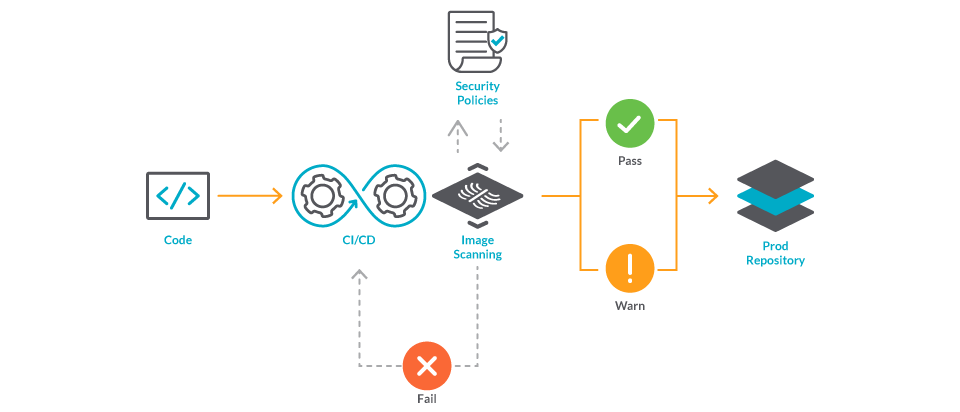 Security
Policies
Pass
Code
CI/CD
Image
Scanning
Prod
Repository
Warn
Fail